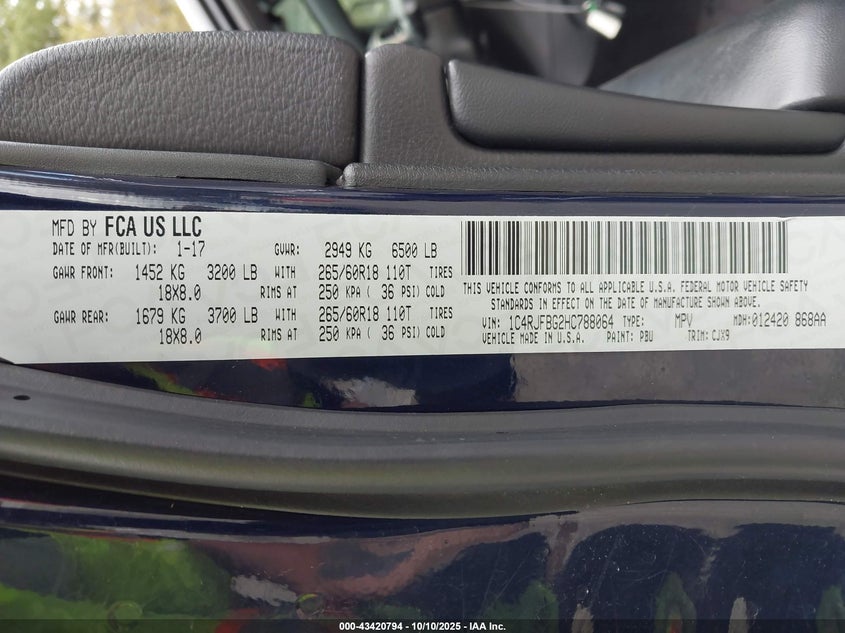 MFD BY FCA US LLC
DATE OF MFR(BUILT): 1-17 GVWR: 2949 KG 6500 LB
GAWR FRONT: 1452 KG 3200 LB WITH 265/60R18 110T TIRES
18X8.0 RIMS AT 250 KPA ( 36 PSI) COLD
GAWR REAR: 1679 KG 3700 LB WITH 265/60R18 110T TIRES
18X8.0 RIMS AT 250 KPA ( 36 PSI) COLD
THIS VEHICLE CONFORMS TO ALL APPLICABLE U.S.A. FEDERAL MOTOR VEHICLE SAFETY
STANDARDS IN EFFECT ON THE DATE OF MANUFACTURE SHOWN ABOVE.
VIN: 1C4RJFBG2HC788064 TYPE: MPV MDH: 012420 868AA
VEHICLE MADE IN U.S.A. PAINT: PBU TRIM: CJX9
000-43420794 - 10/10/2025 - IAA Inc.